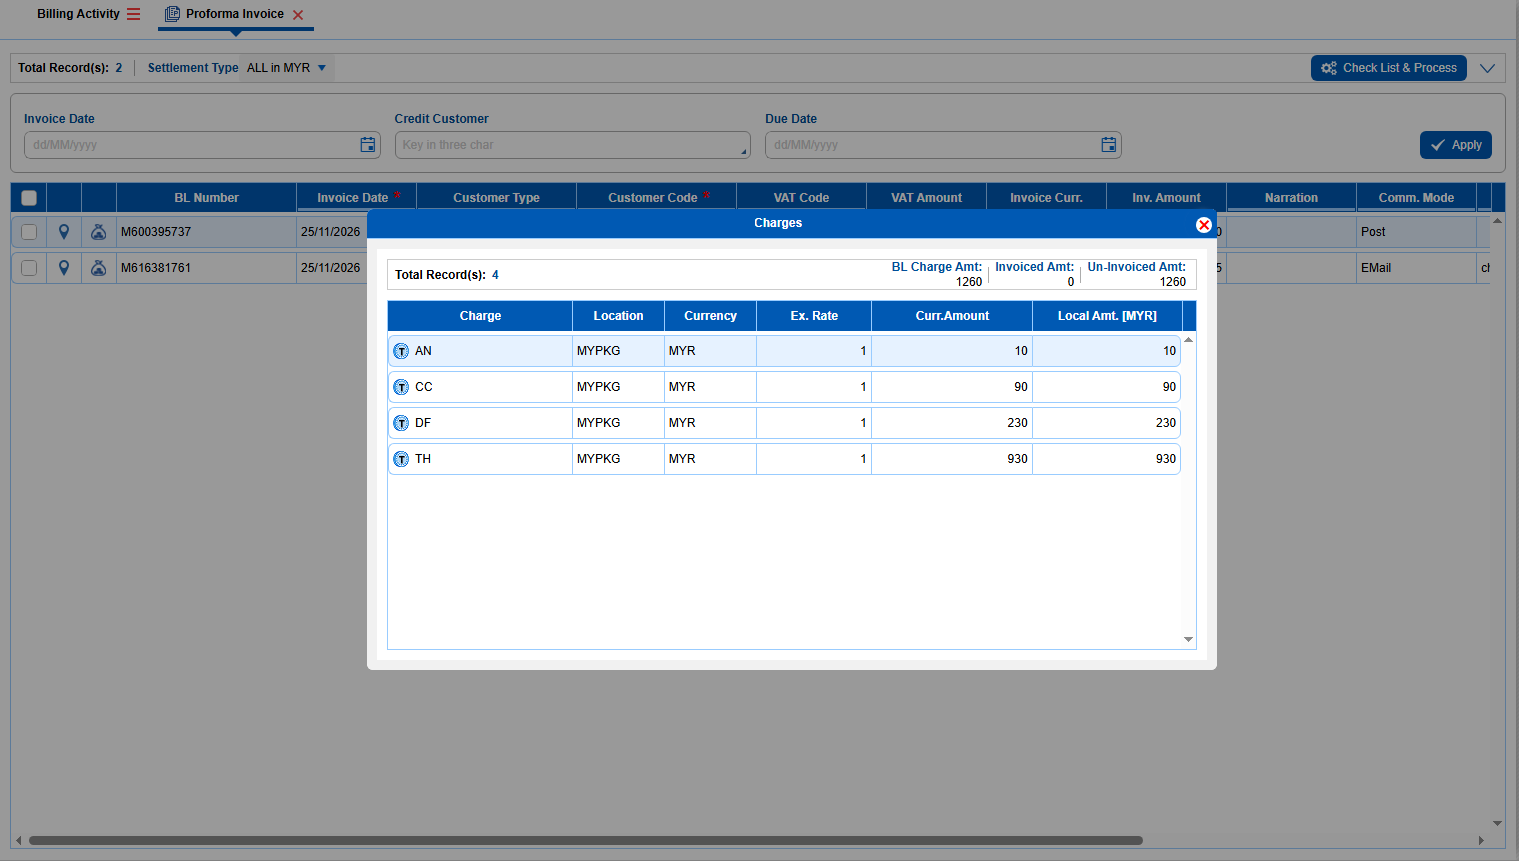 Billing Activity
Proforma Invoice
Total Record(s): 2
Settlement Type ALL in MYR
Check List & Process
Invoice Date
Credit Customer
Due Date
dd/MM/yyyy
Key in three char
dd/MM/yyyy
Apply
BL Number
Invoice Date *
Customer Type
Customer Code *
VAT Code
VAT Amount
Invoice Curr.
Inv. Amount
Narration
Comm. Mode
M600395737
25/11/2026
0
Post
M616381761
25/11/2026
5
EMail
Charges
Total Record(s): 4
BL Charge Amt:
1260
Invoiced Amt:
0
Un-Invoiced Amt:
1260
Charge Location Currency Ex. Rate Curr.Amount Local Amt. [MYR]
T AN MYPKG MYR 1 10 10
T CC MYPKG MYR 1 90 90
T DF MYPKG MYR 1 230 230
T TH MYPKG MYR 1 930 930